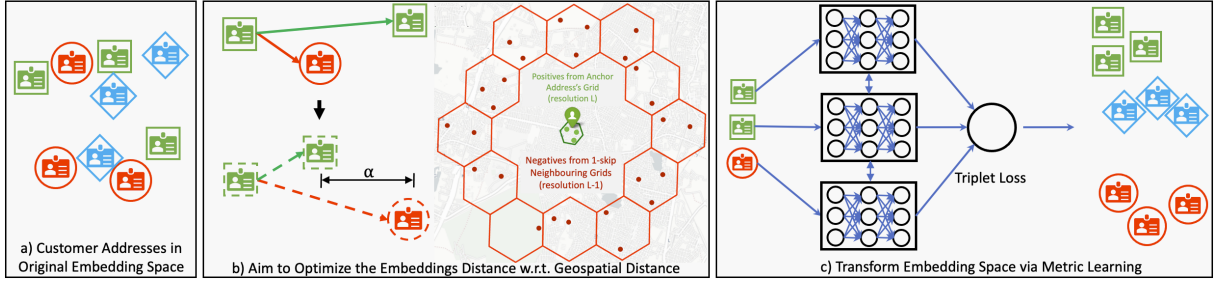 a) Customer Addresses in
Original Embedding Space
α
Positives from Anchor
Address's Grid
(resolution L)
Negatives from 1-skip
Neighbouring Grids
(resolution L-1)
b) Aim to Optimize the Embeddings Distance w.r.t. Geospatial Distance
Triplet Loss
c) Transform Embedding Space via Metric Learning